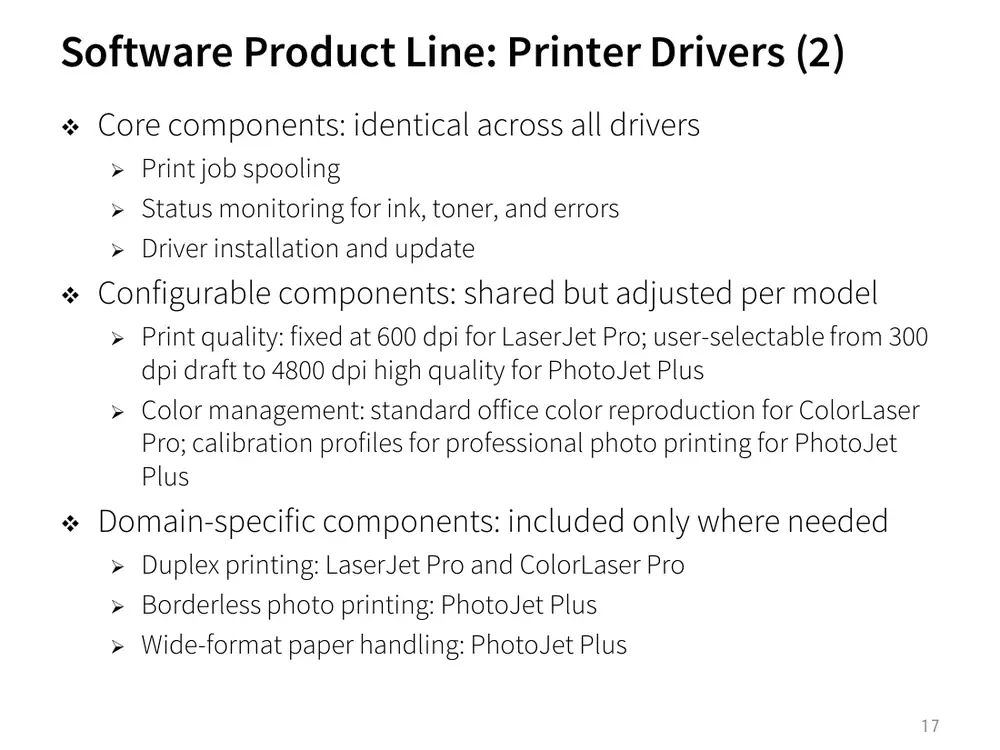 Software Product Line: Printer Drivers (2)
❖ Core components: identical across all drivers
➢ Print job spooling
➢ Status monitoring for ink, toner, and errors
➢ Driver installation and update
❖ Configurable components: shared but adjusted per model
➢ Print quality: fixed at 600 dpi for LaserJet Pro; user-selectable from 300
dpi draft to 4800 dpi high quality for PhotoJet Plus
➢ Color management: standard office color reproduction for ColorLaser
Pro; calibration profiles for professional photo printing for PhotoJet
Plus
❖ Domain-specific components: included only where needed
➢ Duplex printing: LaserJet Pro and ColorLaser Pro
➢ Borderless photo printing: PhotoJet Plus
➢ Wide-format paper handling: PhotoJet Plus
17